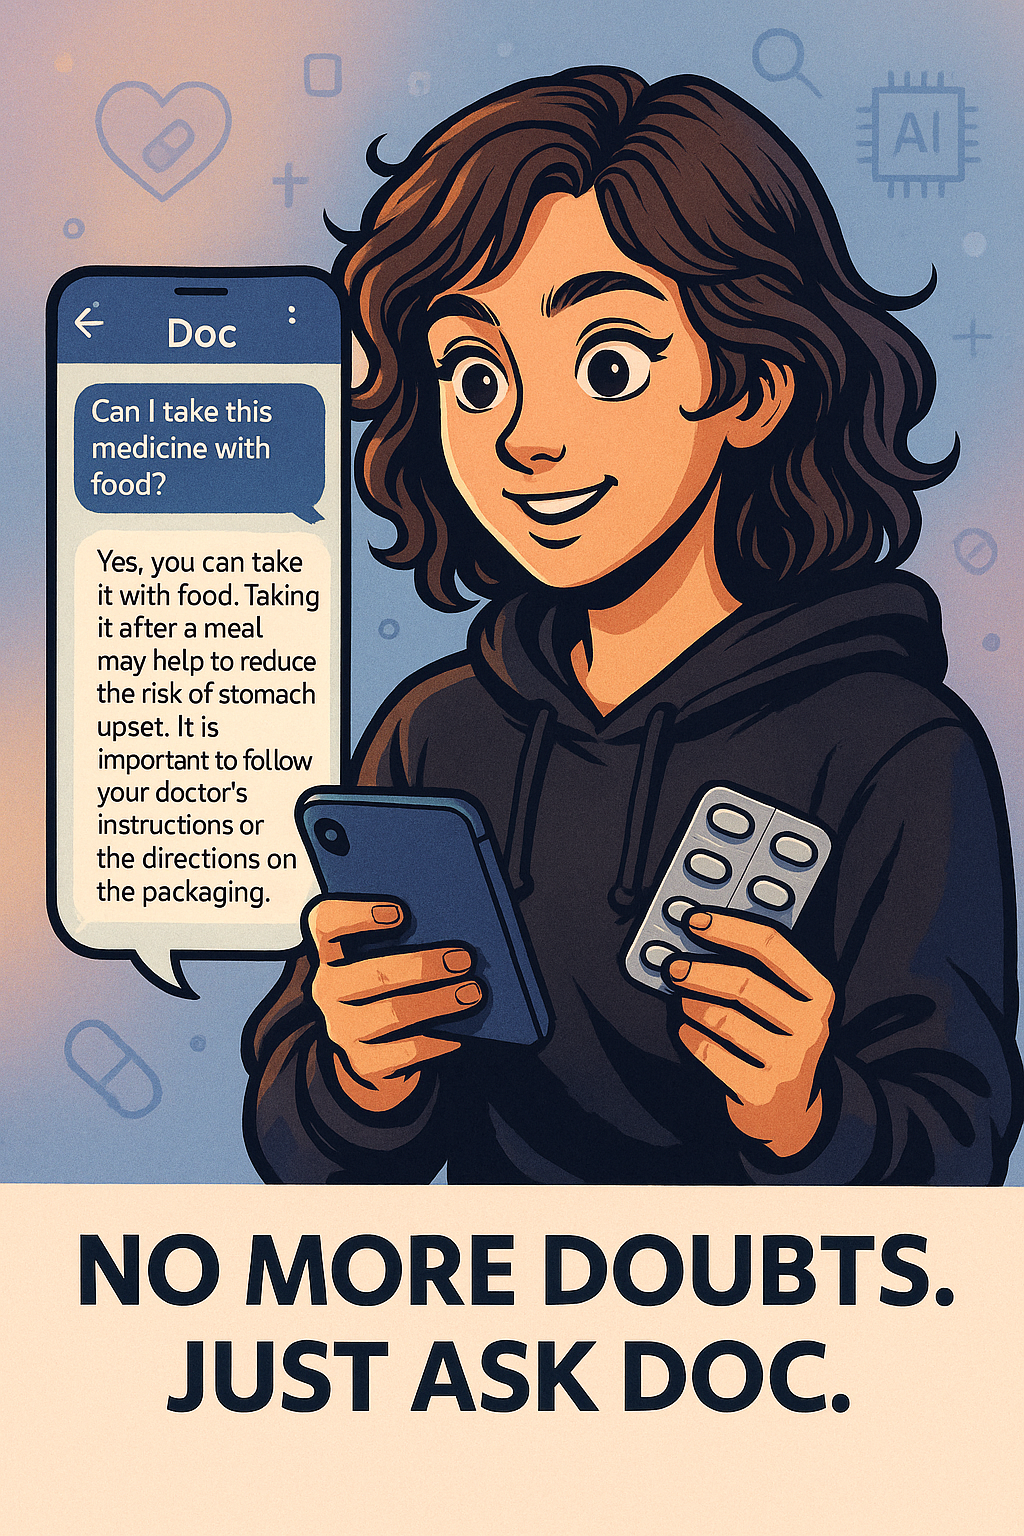 AI
Doc
Can I take this
medicine with
food?
Yes, you can take
it with food. Taking
it after a meal
may help to reduce
the risk of stomach
upset. It is
important to follow
your doctor's
instructions or
the directions on
the packaging.
NO MORE DOUBTS.
JUST ASK DOC.